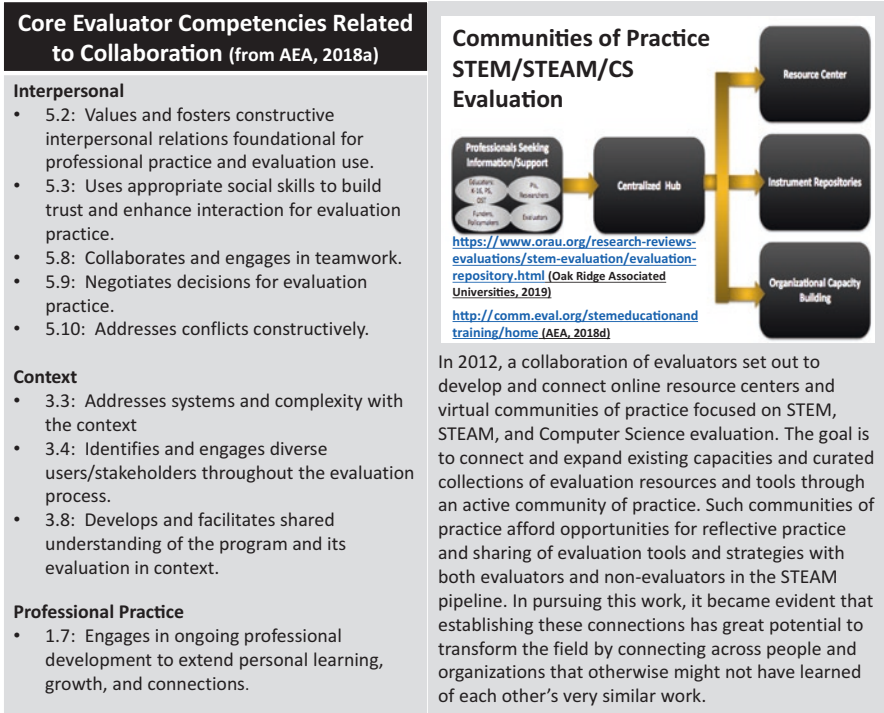 Core Evaluator Competencies Related
to Collaboration (from AEA, 2018a)
Interpersonal
• 5.2: Values and fosters constructive
interpersonal relations foundational for
professional practice and evaluation use.
• 5.3: Uses appropriate social skills to build
trust and enhance interaction for evaluation
practice.
• 5.8: Collaborates and engages in teamwork.
• 5.9: Negotiates decisions for evaluation
practice.
• 5.10: Addresses conflicts constructively.
Context
• 3.3: Addresses systems and complexity with
the context
• 3.4: Identifies and engages diverse
users/stakeholders throughout the evaluation
process.
• 3.8: Develops and facilitates shared
understanding of the program and its
evaluation in context.
Professional Practice
• 1.7: Engages in ongoing professional
development to extend personal learning,
growth, and connections.
Communities of Practice
STEM/STEAM/CS
Evaluation
Professionals Seeking
Information/Support
Educators:
K-16, PS,
OST
PIs,
Researchers
Funders,
Policymakers
Evaluators
Centralized Hub
Resource Center
Instrument Repositories
Organizational Capacity
Building
https://www.orau.org/research-reviews-
evaluations/stem-evaluation/evaluation-
repository.html (Oak Ridge Associated
Universities, 2019)
http://comm.eval.org/stemeducationand
training/home (AEA, 2018d)
In 2012, a collaboration of evaluators set out to
develop and connect online resource centers and
virtual communities of practice focused on STEM,
STEAM, and Computer Science evaluation. The goal is
to connect and expand existing capacities and curated
collections of evaluation resources and tools through
an active community of practice. Such communities of
practice afford opportunities for reflective practice
and sharing of evaluation tools and strategies with
both evaluators and non-evaluators in the STEAM
pipeline. In pursuing this work, it became evident that
establishing these connections has great potential to
transform the field by connecting across people and
organizations that otherwise might not have learned
of each other's very similar work.